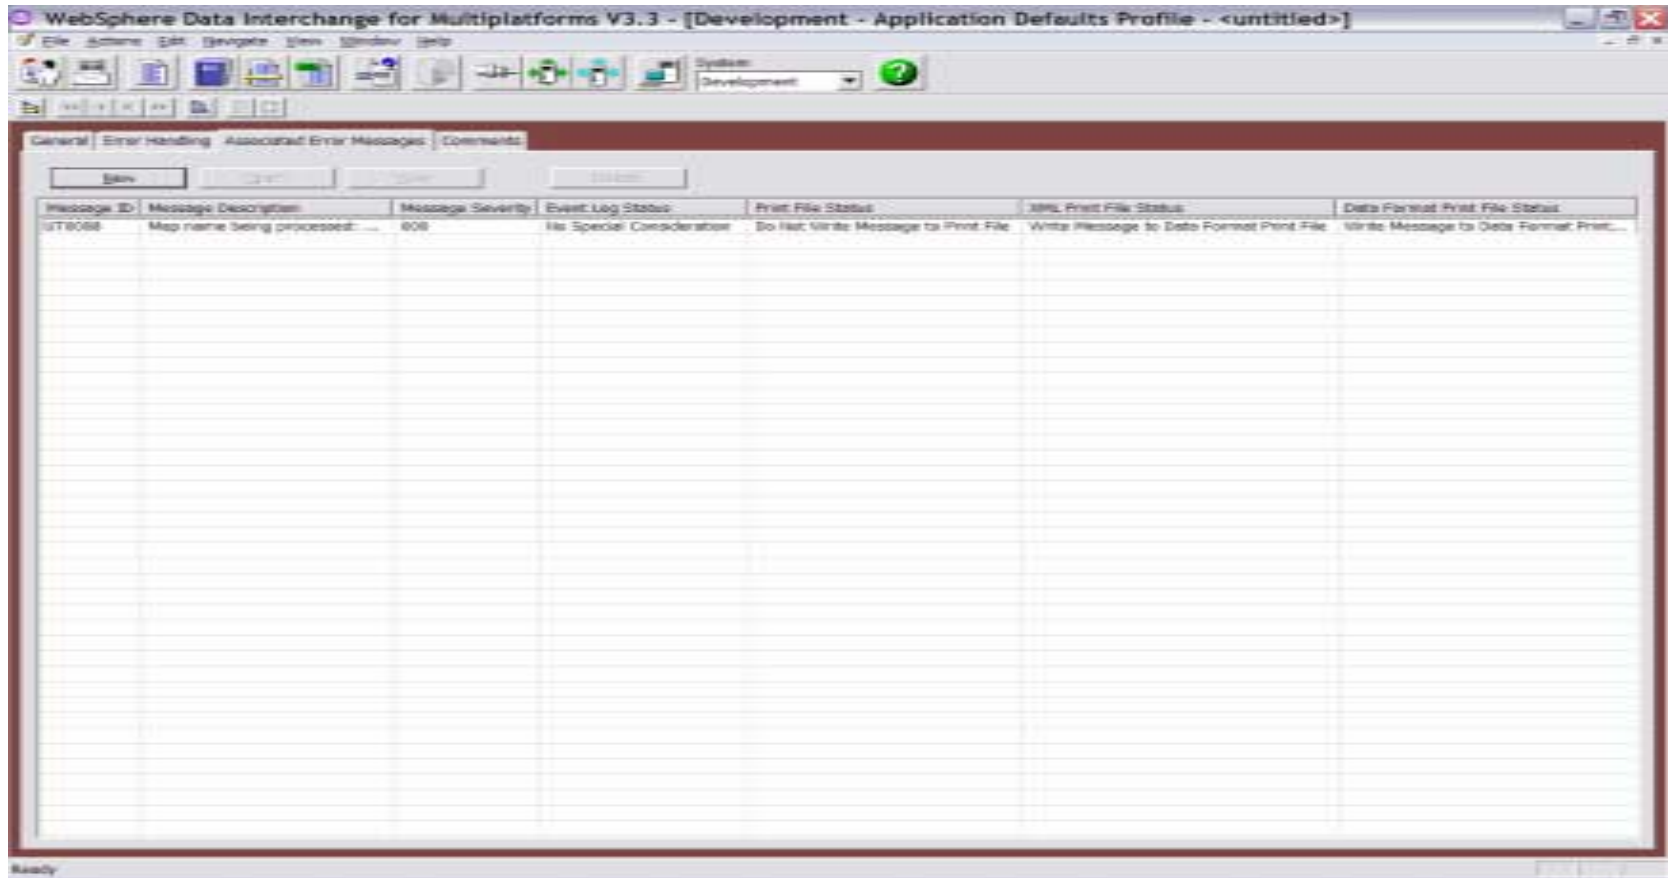 WebSphere Data Interchange for Multiplatforms V3.3 - [Development - Application Defaults Profile - <untitled>]
File Actions Edit Navigate View Window Help
System
Development
General Error Handling Associated Error Messages Comments
New
Message ID Message Description Message Severity Event Log Status Print File Status XML Print File Status Data Format Print File Status
UT0088 Map name being processed: ... No Special Consideration Do Not Write Message to Print File Write Message to Data Format Print File Write Message to Data Format Print...
Ready